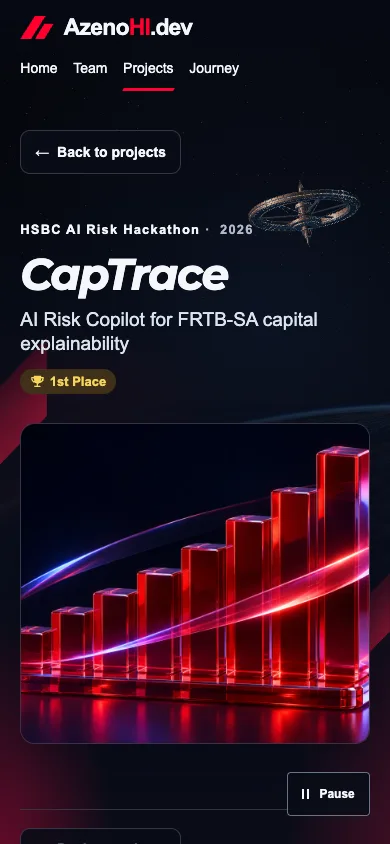 AzenoHI.dev
Home Team Projects Journey
← Back to projects
HSBC AI Risk Hackathon · 2026
CapTrace
AI Risk Copilot for FRTB-SA capital
explainability
1st Place
Pause